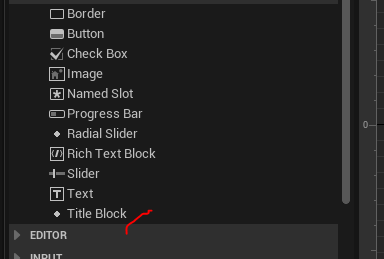 Border
Button
Check Box
Image
Named Slot
Progress Bar
Radial Slider
Rich Text Block
Slider
T Text
Title Block
0
EDITOR
INPUT